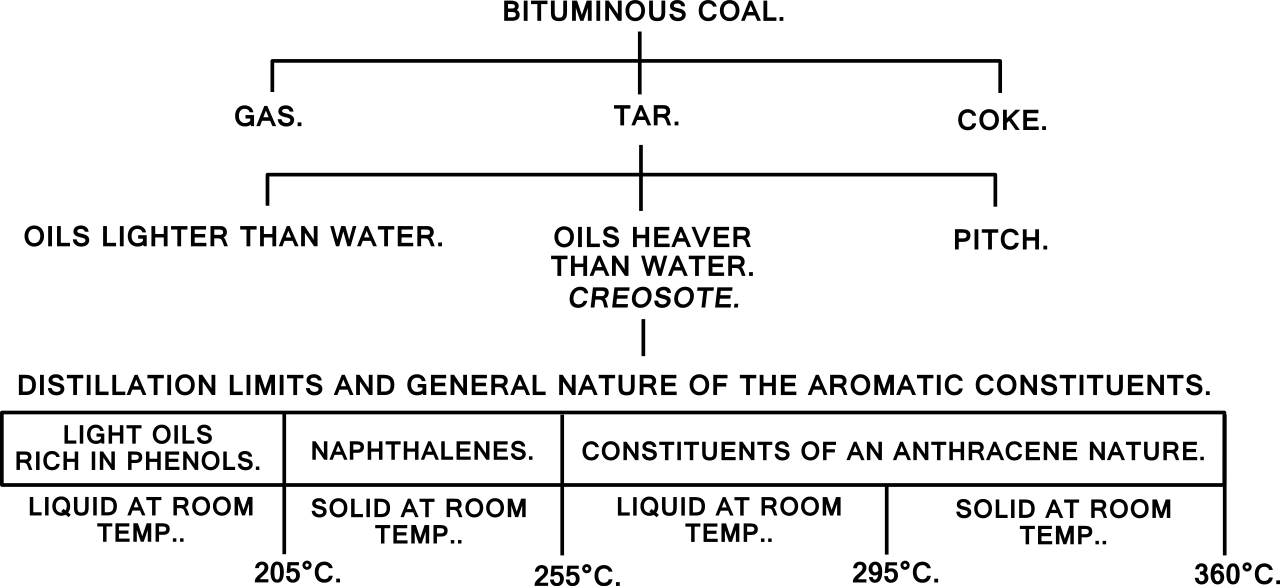 BITUMINOUS COAL.
GAS.
TAR.
COKE.
OILS LIGHTER THAN WATER.
OILS HEAVER
THAN WATER.
CREOSOTE.
PITCH.
DISTILLATION LIMITS AND GENERAL NATURE OF THE AROMATIC CONSTITUENTS.
LIGHT OILS
RICH IN PHENOLS.
NAPHTHALENES.
CONSTITUENTS OF AN ANTHRACENE NATURE.
LIQUID AT ROOM
TEMP..
SOLID AT ROOM
TEMP..
LIQUID AT ROOM
TEMP..
SOLID AT ROOM
TEMP..
205°C.
255°C.
295°C.
360°C.